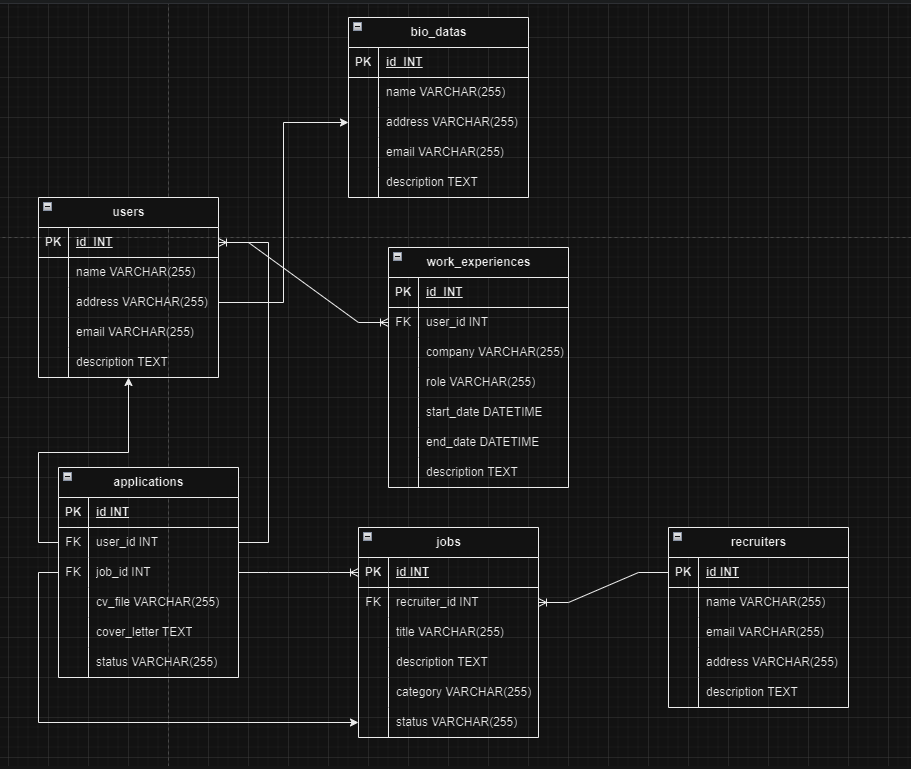 bio_datas
PK id INT
name VARCHAR(255)
address VARCHAR(255)
email VARCHAR(255)
description TEXT
users
PK id INT
name VARCHAR(255)
address VARCHAR(255)
email VARCHAR(255)
description TEXT
work_experiences
PK id INT
FK user_id INT
company VARCHAR(255)
role VARCHAR(255)
start_date DATETIME
end_date DATETIME
description TEXT
applications
PK id INT
FK user_id INT
FK job_id INT
cv_file VARCHAR(255)
cover_letter TEXT
status VARCHAR(255)
jobs
PK id INT
FK recruiter_id INT
title VARCHAR(255)
description TEXT
category VARCHAR(255)
status VARCHAR(255)
recruiters
PK id INT
name VARCHAR(255)
email VARCHAR(255)
address VARCHAR(255)
description TEXT